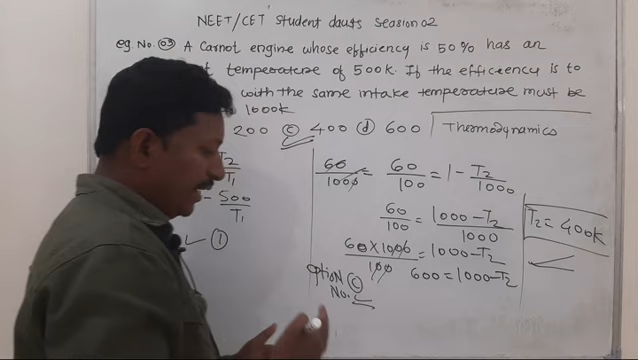 NEET/CET Student dauts Seasion 02
eg. No. 03 A Carnot engine whose efficiency is 50% has an
t temperature of 500K. If the efficiency is to
with the same intake temperature must be
1000K
200 (c) 400 (d) 600 Thermodynamics
T2
T1
- 500
T1
1
60
1000 = 60
100 = 1 - T2
1000
60
100 = 1000 - T2
1000
60 x 1000
100 = 1000 - T2
600 = 1000 - T2
option (c)
No.
T2 = 400K